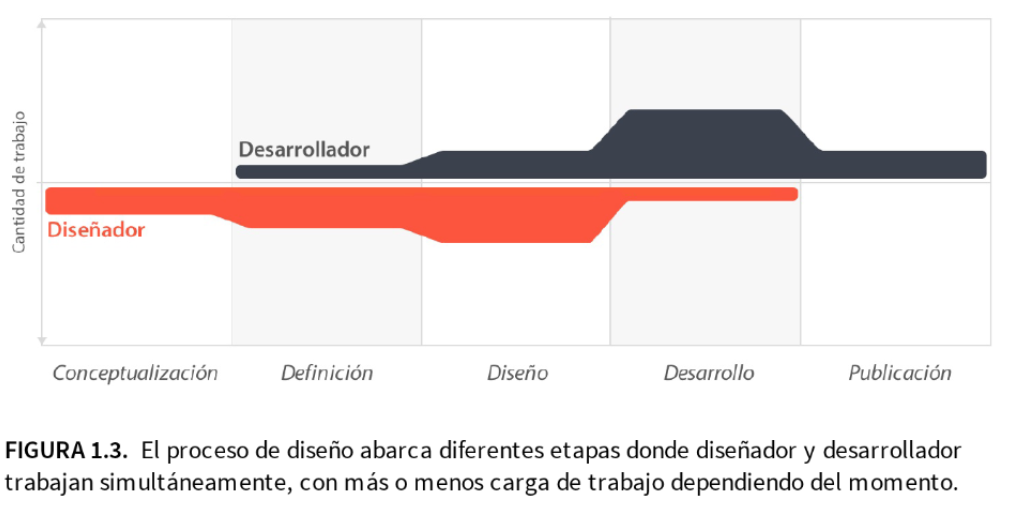 Cantidad de trabajo
Desarrollador
Diseñador
Conceptualización
Definición
Diseño
Desarrollo
Publicación
FIGURA 1.3. El proceso de diseño abarca diferentes etapas donde diseñador y desarrollador
trabajan simultáneamente, con más o menos carga de trabajo dependiendo del momento.